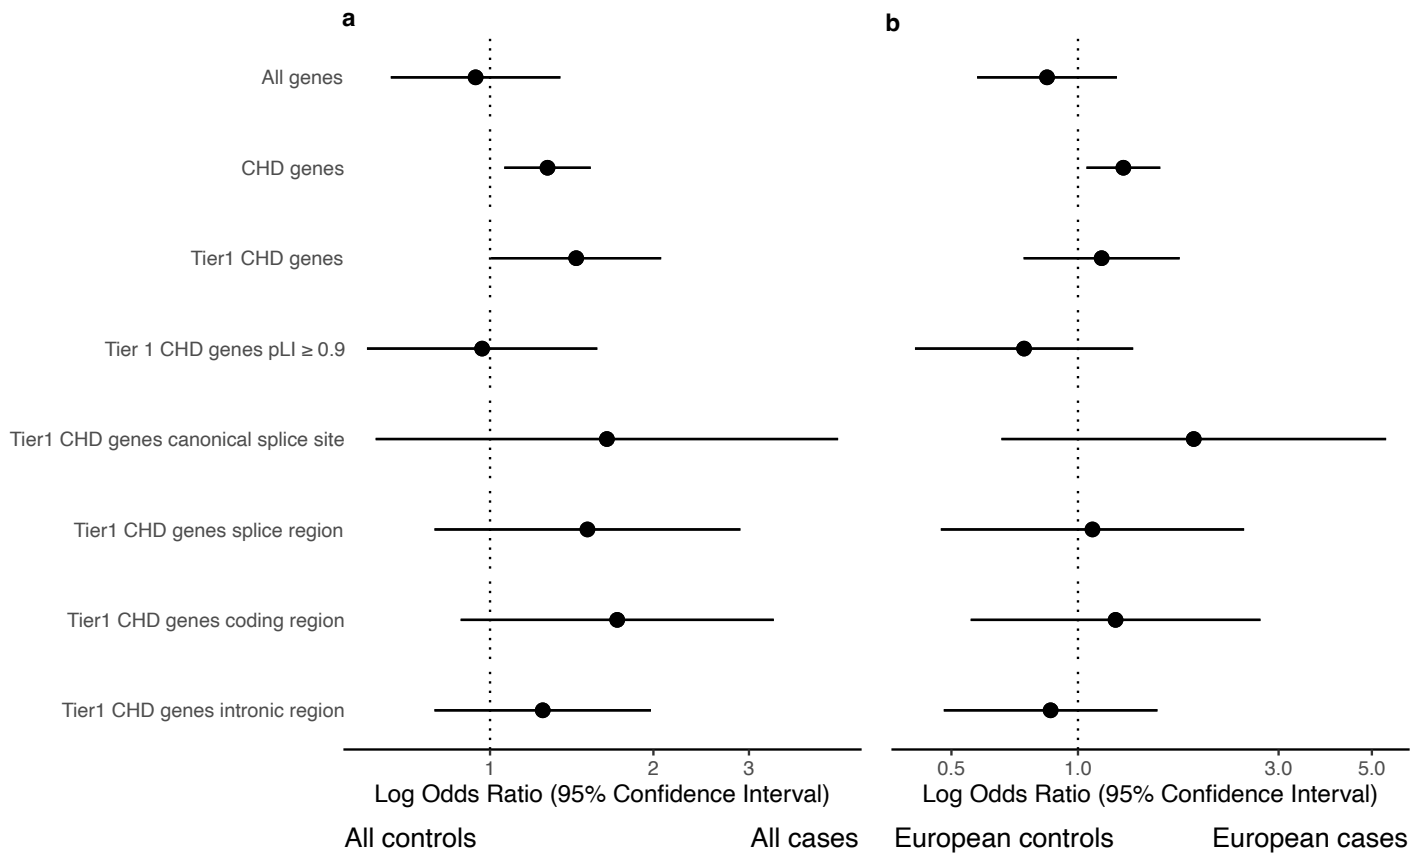 a
b
All genes
CHD genes
Tier1 CHD genes
Tier 1 CHD genes pLI ≥ 0.9
Tier1 CHD genes canonical splice site
Tier1 CHD genes splice region
Tier1 CHD genes coding region
Tier1 CHD genes intronic region
1 2 3
0.5 1.0 3.0 5.0
Log Odds Ratio (95% Confidence Interval)
Log Odds Ratio (95% Confidence Interval)
All controls All cases
European controls European cases